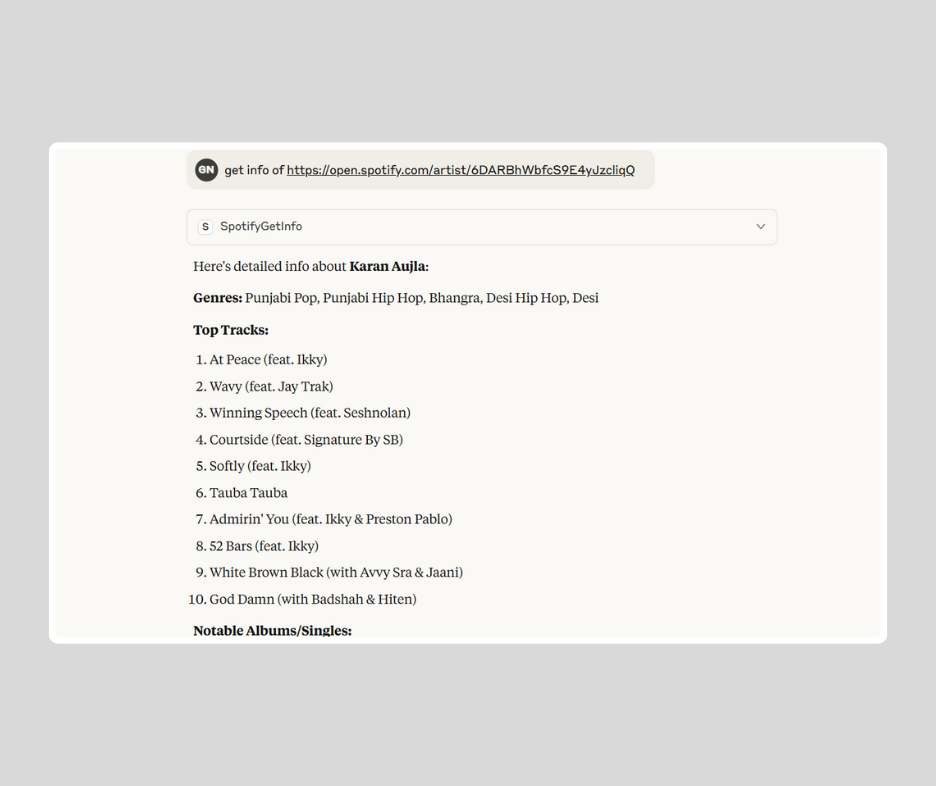 GN get info of https://open.spotify.com/artist/6DARBhWbfcS9E4yJzcliqQ
S SpotifyGetInfo
Here's detailed info about Karan Aujla:
Genres: Punjabi Pop, Punjabi Hip Hop, Bhangra, Desi Hip Hop, Desi
Top Tracks:
1. At Peace (feat. Ikky)
2. Wavy (feat. Jay Trak)
3. Winning Speech (feat. Seshnolan)
4. Courtside (feat. Signature By SB)
5. Softly (feat. Ikky)
6. Tauba Tauba
7. Admirin' You (feat. Ikky & Preston Pablo)
8. 52 Bars (feat. Ikky)
9. White Brown Black (with Avvy Sra & Jaani)
10. God Damn (with Badshah & Hiten)
Notable Albums/Singles: